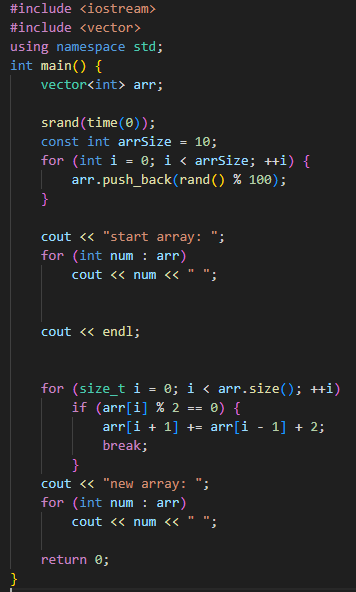 #include <iostream>
#include <vector>
using namespace std;
int main() {
    vector<int> arr;

    srand(time(0));
    const int arrSize = 10;
    for (int i = 0; i < arrSize; ++i) {
        arr.push_back(rand() % 100);
    }

    cout << "start array: ";
    for (int num : arr)
        cout << num << " ";


    cout << endl;


    for (size_t i = 0; i < arr.size(); ++i)
        if (arr[i] % 2 == 0) {
            arr[i + 1] += arr[i - 1] + 2;
            break;
        }
    cout << "new array: ";
    for (int num : arr)
        cout << num << " ";

    return 0;
}